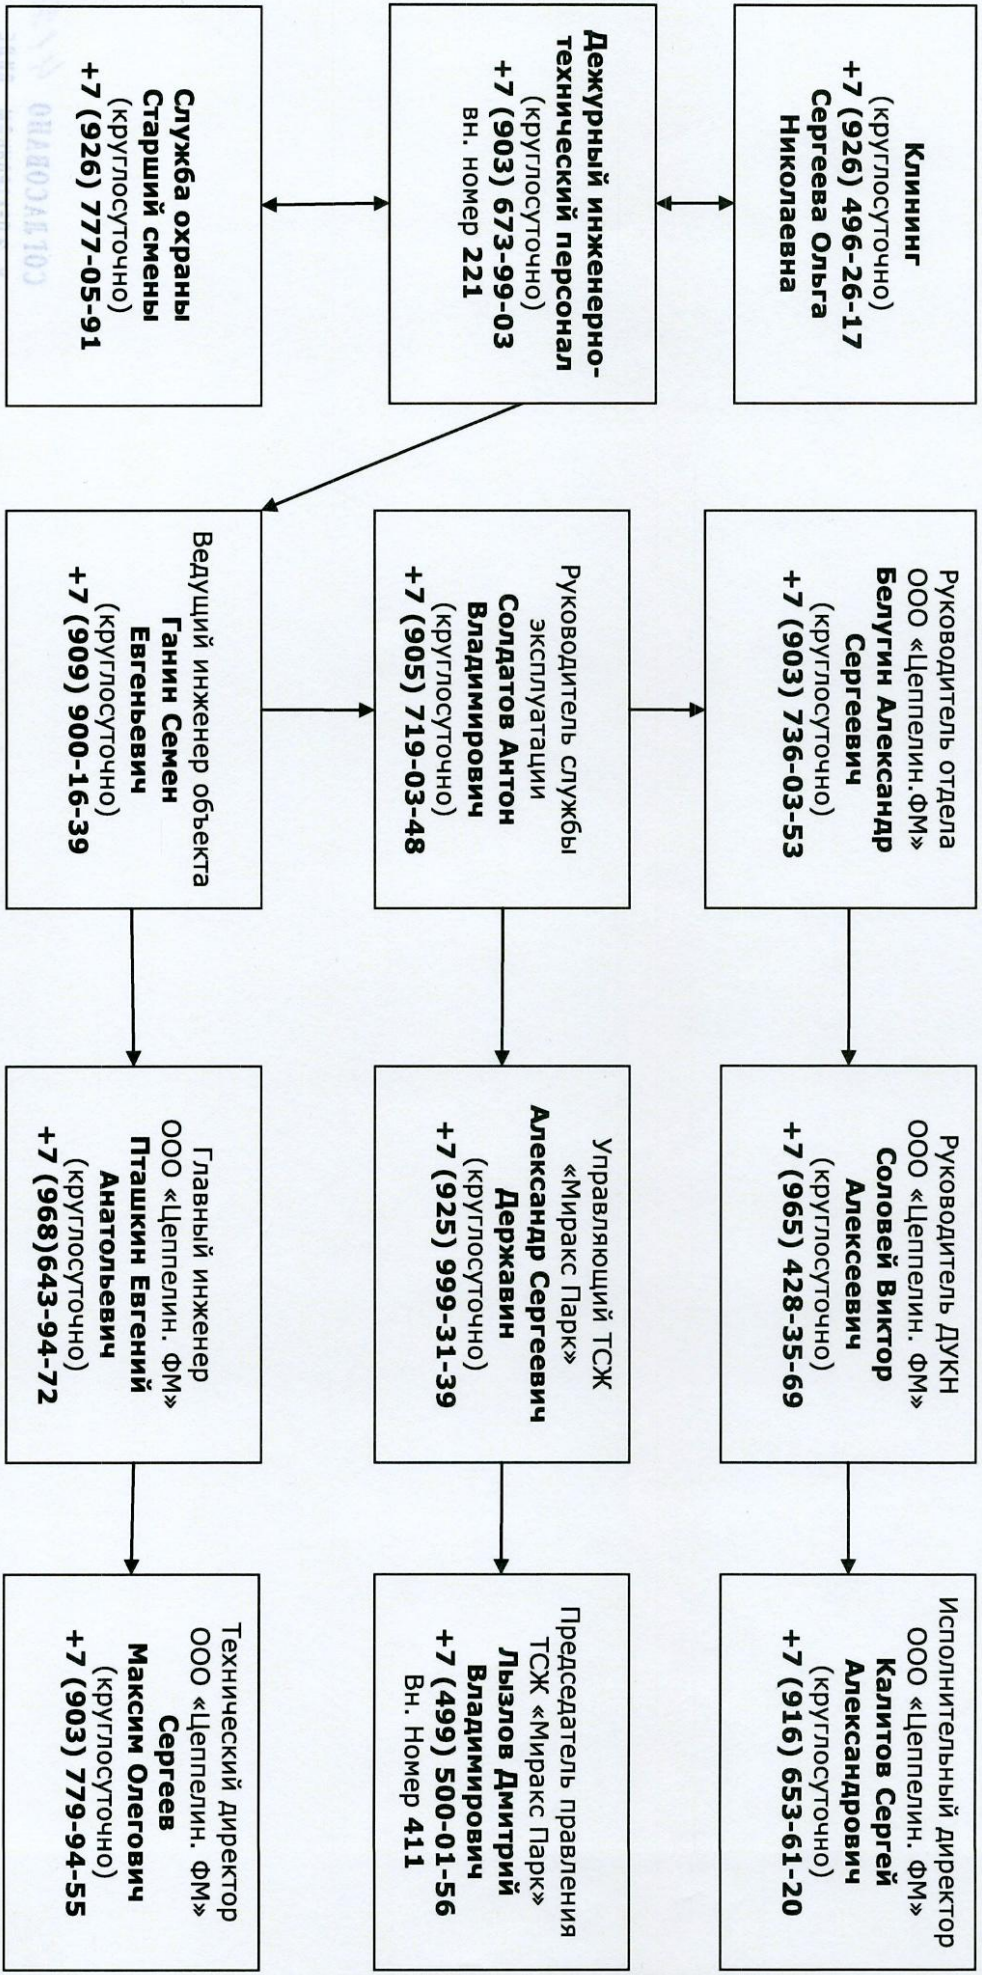 Клининг
(круглосуточно)
+7 (926) 496-26-17
Сергеева Ольга
Николаевна
Руководитель отдела
ООО «Цеппелин.ФМ»
Белугин Александр
Сергеевич
(круглосуточно)
+7 (903) 736-03-53
Руководитель ДУКН
ООО «Цеппелин. ФМ»
Соловей Виктор
Алексеевич
(круглосуточно)
+7 (965) 428-35-69
Исполнительный директор
ООО «Цеппелин. ФМ»
Калитов Сергей
Александрович
(круглосуточно)
+7 (916) 653-61-20
Дежурный инженерно-
технический персонал
(круглосуточно)
+7 (903) 673-99-03
вн. номер 221
Руководитель службы
эксплуатации
Солдатов Антон
Владимирович
(круглосуточно)
+7 (905) 719-03-48
Управляющий ТСЖ
«Миракс Парк»
Александр Сергеевич
Державин
(круглосуточно)
+7 (925) 999-31-39
Председатель правления
ТСЖ «Миракс Парк»
Лызлов Дмитрий
Владимирович
+7 (499) 500-01-56
Вн. Номер 411
Служба охраны
Старший смены
(круглосуточно)
+7 (926) 777-05-91
Ведущий инженер объекта
Ганин Семен
Евгеньевич
(круглосуточно)
+7 (909) 900-16-39
Главный инженер
ООО «Цеппелин. ФМ»
Пташкин Евгений
Анатольевич
(круглосуточно)
+7 (968)643-94-72
Технический директор
ООО «Цеппелин. ФМ»
Сергеев
Максим Олегович
(круглосуточно)
+7 (903) 779-94-55
СОГЛАСОВАНО